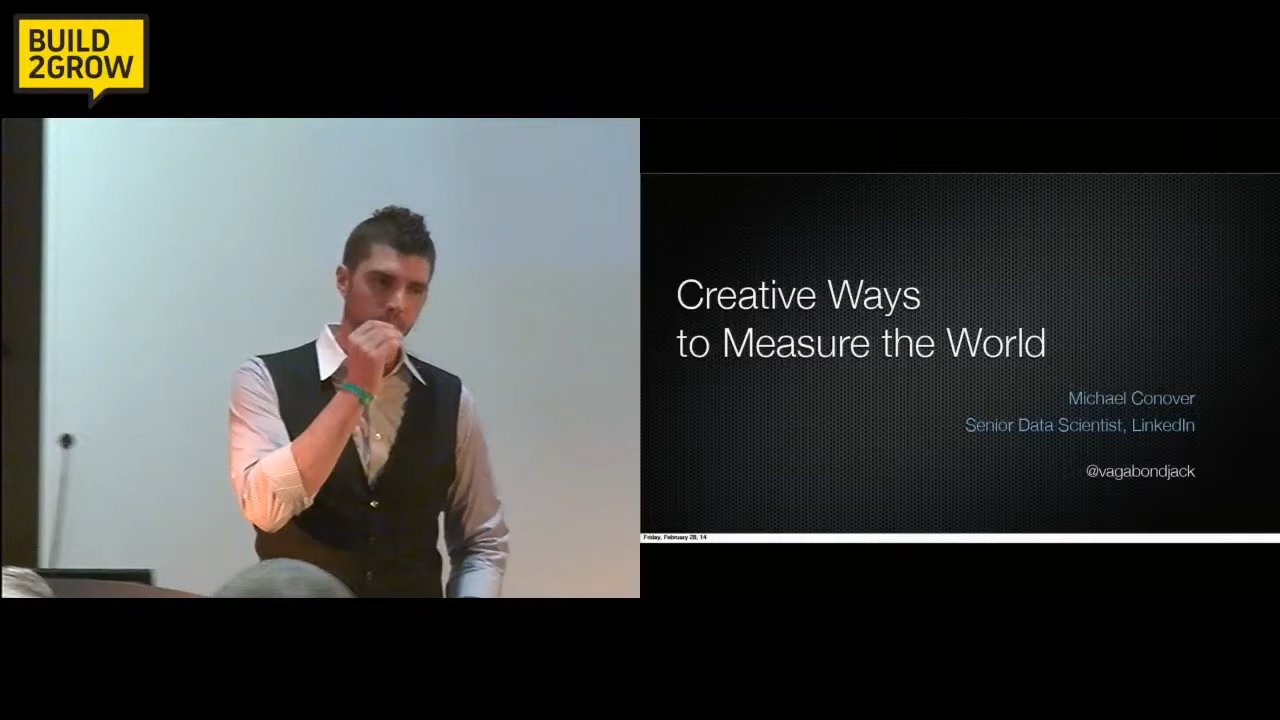 BUILD
2GROW
Creative Ways
to Measure the World
Michael Conover
Senior Data Scientist, LinkedIn
@vagabondjack
Friday, February 28, 14